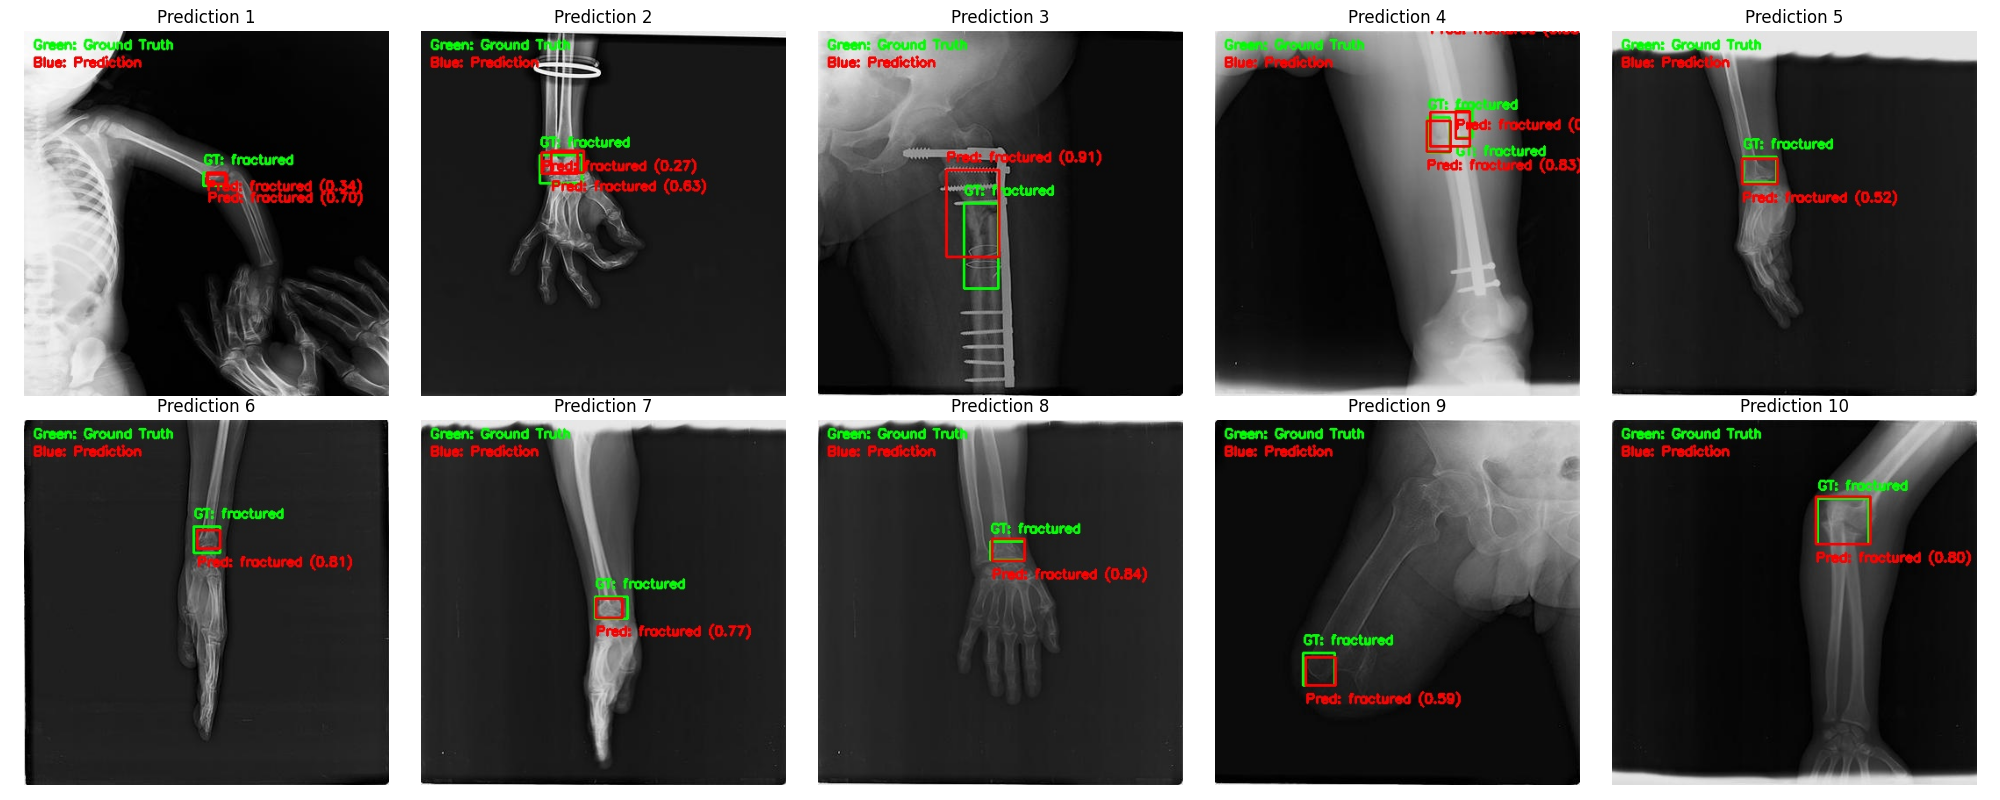 Prediction 1
Green: Ground Truth
Blue: Prediction
GT: fractured
Pred: fractured (0.34)
Pred: fractured (0.70)
Prediction 2
Green: Ground Truth
Blue: Prediction
GT: fractured
Pred: fractured (0.27)
Pred: fractured (0.63)
Prediction 3
Green: Ground Truth
Blue: Prediction
Pred: fractured (0.91)
GT: fractured
Prediction 4
Green: Ground Truth
Blue: Prediction
GT: fractured
Pred: fractured (0
GT: fractured
Pred: fractured (0.83)
Prediction 5
Green: Ground Truth
Blue: Prediction
GT: fractured
Pred: fractured (0.52)
Prediction 6
Green: Ground Truth
Blue: Prediction
GT: fractured
Pred: fractured (0.81)
Prediction 7
Green: Ground Truth
Blue: Prediction
GT: fractured
Pred: fractured (0.77)
Prediction 8
Green: Ground Truth
Blue: Prediction
GT: fractured
Pred: fractured (0.84)
Prediction 9
Green: Ground Truth
Blue: Prediction
GT: fractured
Pred: fractured (0.59)
Prediction 10
Green: Ground Truth
Blue: Prediction
GT: fractured
Pred: fractured (0.80)